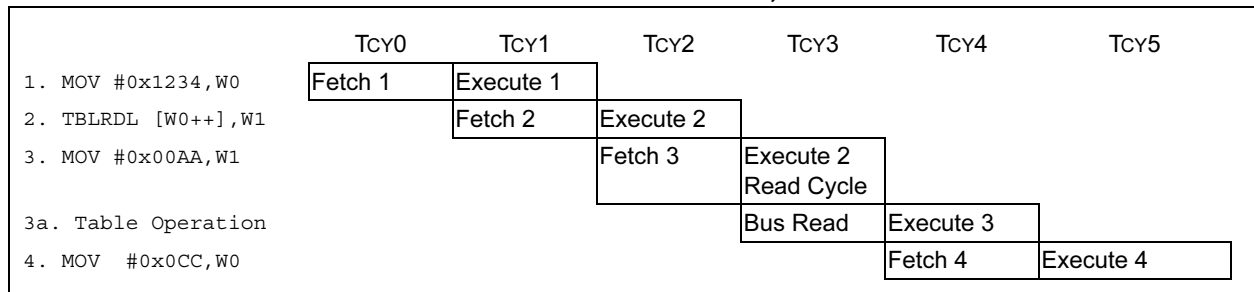 TCY0 TCY1 TCY2 TCY3 TCY4 TCY5
1. MOV #0x1234,W0 Fetch 1 Execute 1
2. TBLRDL [W0++],W1 Fetch 2 Execute 2
3. MOV #0x00AA,W1 Fetch 3 Execute 2
Read Cycle
3a. Table Operation Bus Read Execute 3
4. MOV #0x0CC,W0 Fetch 4 Execute 4